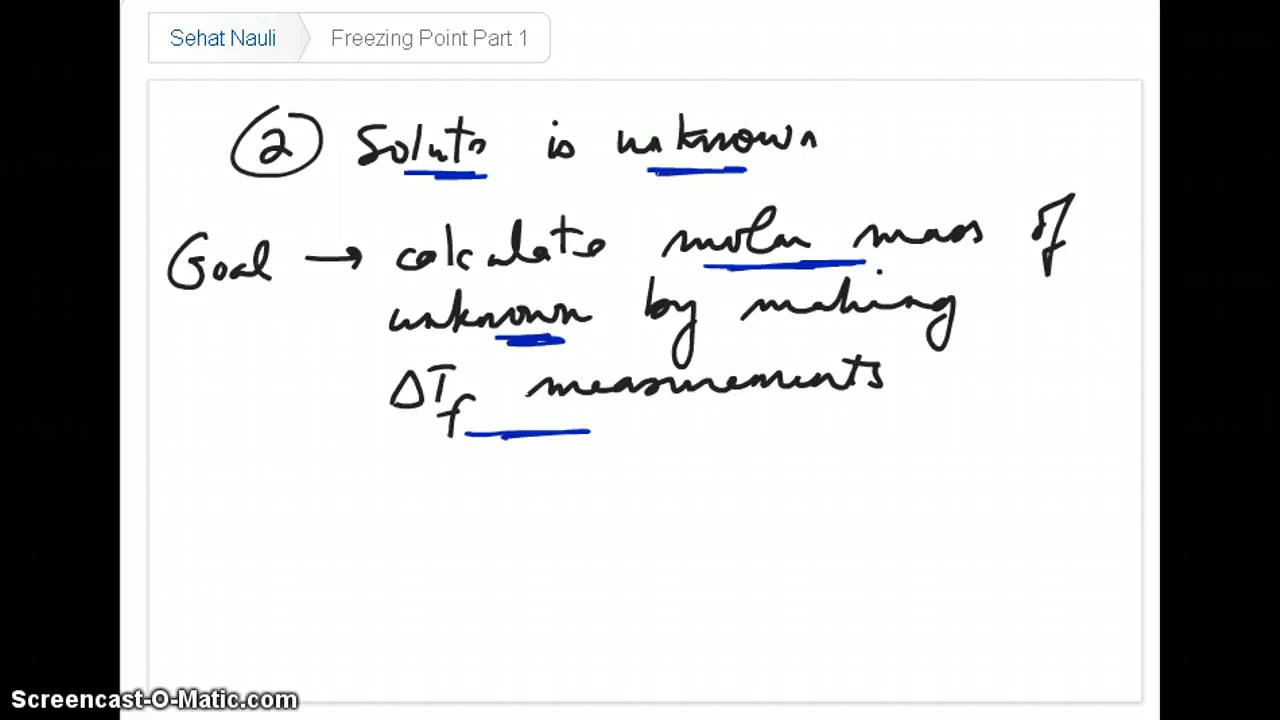 Sehat Nauli Freezing Point Part 1
② Solute is unknown
Goal → calculate molar mass of
unknown by making
ΔTf measurements
Screencast-O-Matic.com